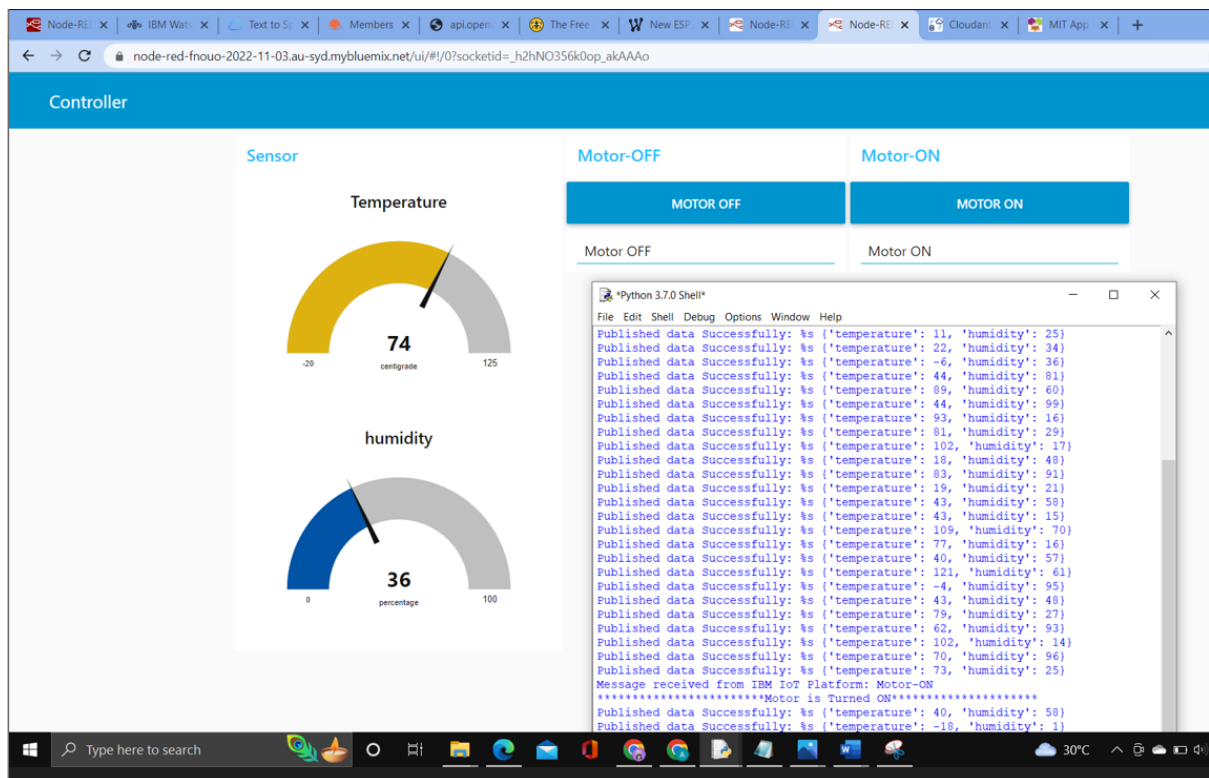 Node-RE
IBM Wats
Text to Sp
Members
api.open
The Free
New ESP
Node-RE
Node-RE
Cloudant
MIT App
node-red-fnouo-2022-11-03.au-syd.mybluemix.net/ui/#!/0?socketid=_h2hNO356k0op_akAAAo
Controller
Sensor
Temperature
74
centigrade
-20
125
humidity
36
percentage
0
100
Motor-OFF
MOTOR OFF
Motor OFF
Motor-ON
MOTOR ON
Motor ON
*Python 3.7.0 Shell*
File Edit Shell Debug Options Window Help
Published data Successfully: %s {'temperature': 11, 'humidity': 25}
Published data Successfully: %s {'temperature': 22, 'humidity': 34}
Published data Successfully: %s {'temperature': -6, 'humidity': 36}
Published data Successfully: %s {'temperature': 44, 'humidity': 81}
Published data Successfully: %s {'temperature': 89, 'humidity': 60}
Published data Successfully: %s {'temperature': 44, 'humidity': 99}
Published data Successfully: %s {'temperature': 93, 'humidity': 16}
Published data Successfully: %s {'temperature': 81, 'humidity': 29}
Published data Successfully: %s {'temperature': 102, 'humidity': 17}
Published data Successfully: %s {'temperature': 18, 'humidity': 48}
Published data Successfully: %s {'temperature': 83, 'humidity': 91}
Published data Successfully: %s {'temperature': 19, 'humidity': 21}
Published data Successfully: %s {'temperature': 43, 'humidity': 58}
Published data Successfully: %s {'temperature': 43, 'humidity': 15}
Published data Successfully: %s {'temperature': 109, 'humidity': 70}
Published data Successfully: %s {'temperature': 77, 'humidity': 16}
Published data Successfully: %s {'temperature': 40, 'humidity': 57}
Published data Successfully: %s {'temperature': 121, 'humidity': 61}
Published data Successfully: %s {'temperature': -4, 'humidity': 95}
Published data Successfully: %s {'temperature': 43, 'humidity': 48}
Published data Successfully: %s {'temperature': 79, 'humidity': 27}
Published data Successfully: %s {'temperature': 62, 'humidity': 93}
Published data Successfully: %s {'temperature': 102, 'humidity': 14}
Published data Successfully: %s {'temperature': 70, 'humidity': 96}
Published data Successfully: %s {'temperature': 73, 'humidity': 25}
Message received from IBM IoT Platform: Motor-ON
************************Motor is Turned ON*********************
Published data Successfully: %s {'temperature': 40, 'humidity': 58}
Published data Successfully: %s {'temperature': -18, 'humidity': 1}
Type here to search
30°C